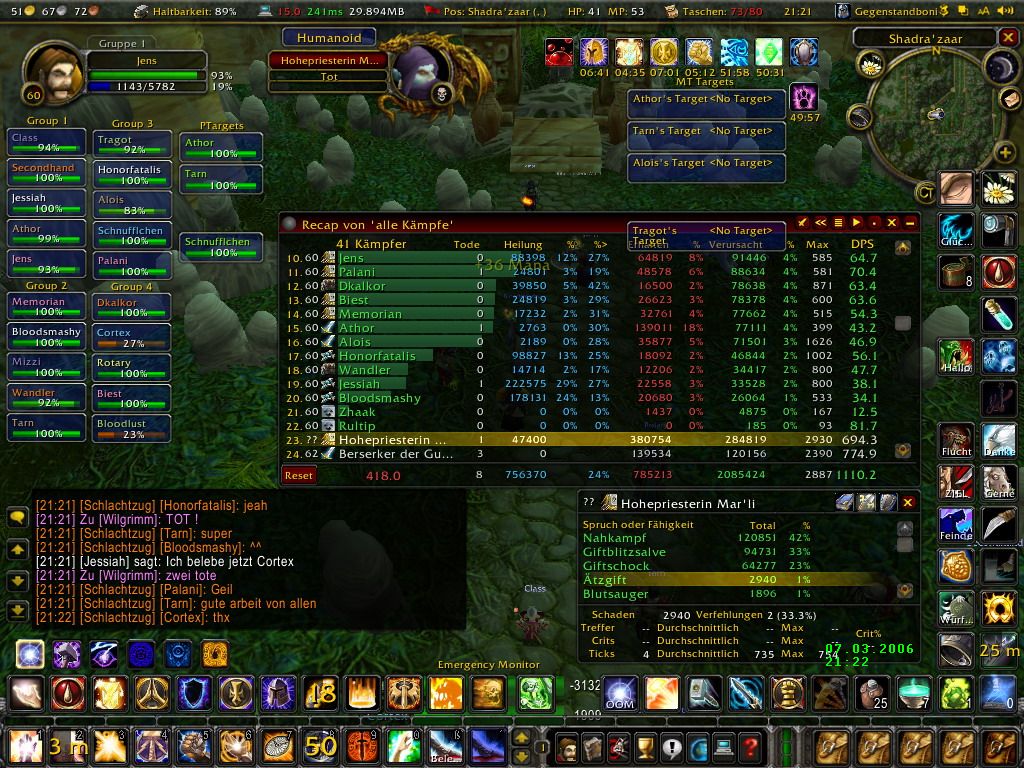 51 67 72 Haltbarkeit: 89% 15.0 241ms 29.894MB Pos: Shadra'zaar (,) HP: 41 MP: 53 Taschen: 73/80 21:21 Gegenstandboni
Gruppe 1
Jens
93%
1143/5782 19%
60
Humanoid
Hohepriesterin M...
Tot
06:41 04:35 07:01 05:12 51:58 50:31
49:57
MT Targets
Athor's Target <No Target>
Tarn's Target <No Target>
Alois's Target <No Target>
Tragot's Target <No Target>
Shadra'zaar
N
Group 1
Class 94%
Secondhand 100%
Jessiah 100%
Athor 99%
Jens 93%
Group 2
Memorian 100%
Bloodsmashy 100%
Mizzi 100%
Wandler 92%
Tarn 100%
Group 3
Tragot 92%
Honorfatalis 100%
Alois 83%
Schnufflchen 100%
Palani 100%
Group 4
Dkalkor 100%
Cortex 27%
Rotary 100%
Biest 100%
Bloodlust 23%
PTargets
Athor 100%
Tarn 100%
Schnufflchen 100%
Recap von 'alle Kämpfe'
41 Kämpfer Tode Heilung % %> Erhalten % Verursacht % Max DPS
+36 Mana
10. 60 Jens 0 88398 12% 27% 64819 8% 91446 4% 585 64.7
11. 60 Palani 1 24601 3% 19% 48578 6% 88634 4% 581 70.4
12. 60 Dkalkor 0 39850 5% 42% 16500 2% 78638 4% 871 63.4
13. 60 Biest 0 24819 3% 29% 26623 3% 78378 4% 600 63.6
14. 60 Memorian 0 17232 2% 31% 32761 4% 77662 4% 515 54.3
15. 60 Athor 1 2763 0% 30% 139011 18% 77111 4% 399 43.2
16. 60 Alois 0 2189 0% 28% 35877 5% 71501 3% 1626 46.9
17. 60 Honorfatalis 0 98827 13% 25% 18092 2% 46844 2% 1002 56.1
18. 60 Wandler 0 14714 2% 17% 12206 2% 34417 2% 800 47.7
19. 60 Jessiah 1 222575 29% 27% 22558 3% 33528 2% 800 38.1
20. 60 Bloodsmashy 0 178131 24% 13% 20680 3% 26064 1% 533 34.1
21. 60 Zhaak 0 0 0% 0% 1437 0% 4875 0% 167 12.5
22. 60 Rultip 0 0 0% 0% 0 0% 185 0% 93 81.7
23. ?? Hohepriesterin ... 1 47400 380754 284819 2930 694.3
24. 62 Berserker der Gu... 3 0 139534 120156 2390 774.9
Reset 418.0 8 756370 24% 785213 2085424 2887 1110.2
?? Hohepriesterin Mar'li
Spruch oder Fähigkeit Total %
Nahkampf 120851 42%
Giftblitzsalve 94731 33%
Giftschock 64277 23%
Ätzgift 2940 1%
Blutsauger 1896 1%
Schaden 2940 Verfehlungen 2 (33.3%)
Treffer -- Durchschnittlich -- Max --
Crits -- Durchschnittlich -- Max -- Crit%
Ticks 4 Durchschnittlich 735 Max 754
07.03.2006
21:22
[21:21] [Schlachtzug] [Honorfatalis]: jeah
[21:21] Zu [Wilgrimm]: TOT !
[21:21] [Schlachtzug] [Tarn]: super
[21:21] [Schlachtzug] [Bloodsmashy]: ^^
[21:21] [Jessiah] sagt: Ich belebe jetzt Cortex
[21:21] Zu [Wilgrimm]: zwei tote
[21:21] [Schlachtzug] [Palani]: Geil
[21:21] [Schlachtzug] [Tarn]: gute arbeit von allen
[21:22] [Schlachtzug] [Cortex]: thx
Class
Emergency Monitor
-3132
Glüc...
8
Hallo
Flucht Danke
ZIEL Gerne
Feinde
Würf...
25 m
18
OOM
25 7 1 0
3 m
50
Bele...